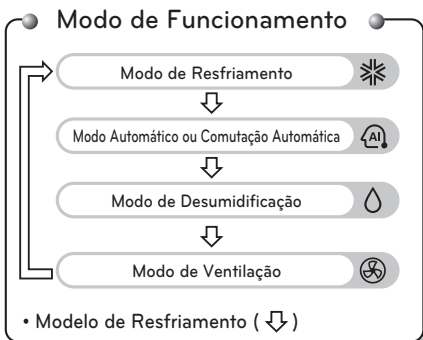 Modo de Funcionamento
Modo de Resfriamento
Modo Automático ou Comutação Automática
AI
Modo de Desumidificação
Modo de Ventilação
• Modelo de Resfriamento ( )